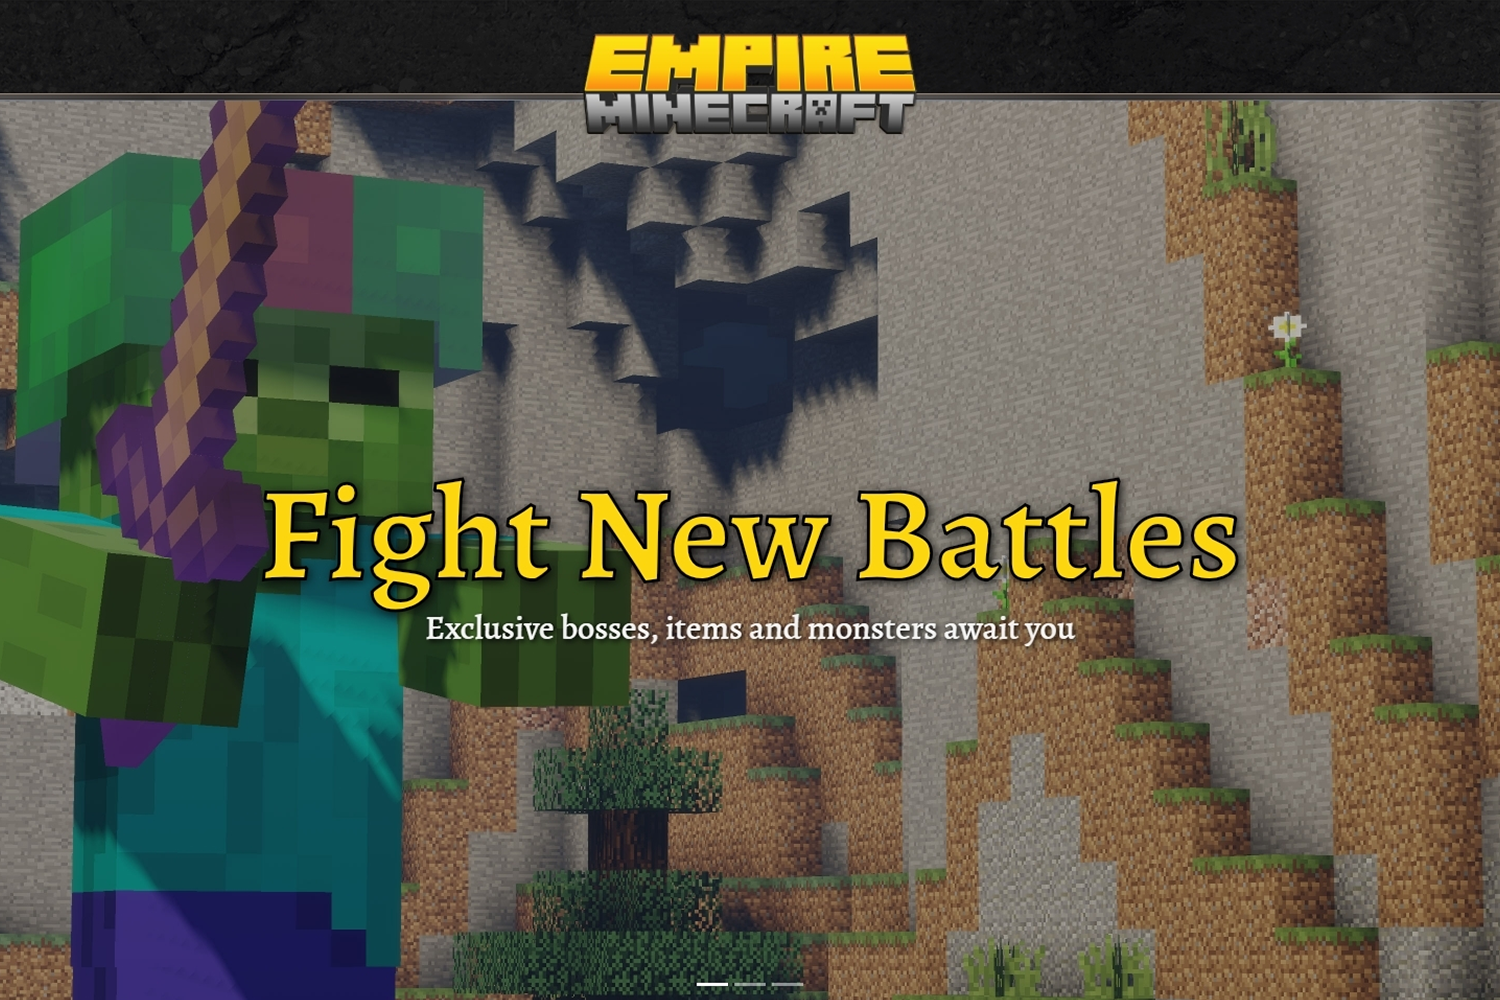 EMPIRE
MINECRAFT
Fight New Battles
Exclusive bosses, items and monsters await you